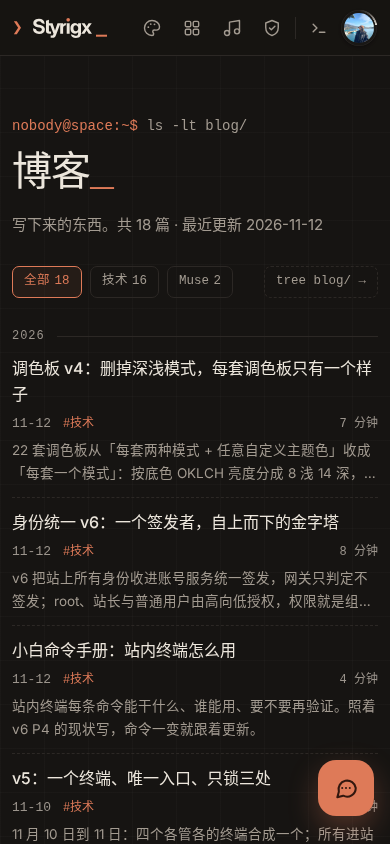 ❯ Styrigx _
nobody@space:~$ ls -lt blog/
博客_
写下来的东西。共 18 篇 · 最近更新 2026-11-12
全部 18 技术 16 Muse 2 tree blog/ →
2026
调色板 v4：删掉深浅模式，每套调色板只有一个样
子
11-12 #技术 7 分钟
22 套调色板从「每套两种模式 + 任意自定义主题色」收成
「每套一个模式」：按底色 OKLCH 亮度分成 8 浅 14 深，...
身份统一 v6：一个签发者，自上而下的金字塔
11-12 #技术 8 分钟
v6 把站上所有身份收进账号服务统一签发，网关只判定不
签发；root、站长与普通用户由高向低授权，权限就是组...
小白命令手册：站内终端怎么用
11-12 #技术 4 分钟
站内终端每条命令能干什么、谁能用、要不要再验证。照着
v6 P4 的现状写，命令一变就跟着更新。
v5：一个终端、唯一入口、只锁三处
11-10 #技术 钟
11 月 10 日到 11 日：四个各管各的终端合成一个；所有进站